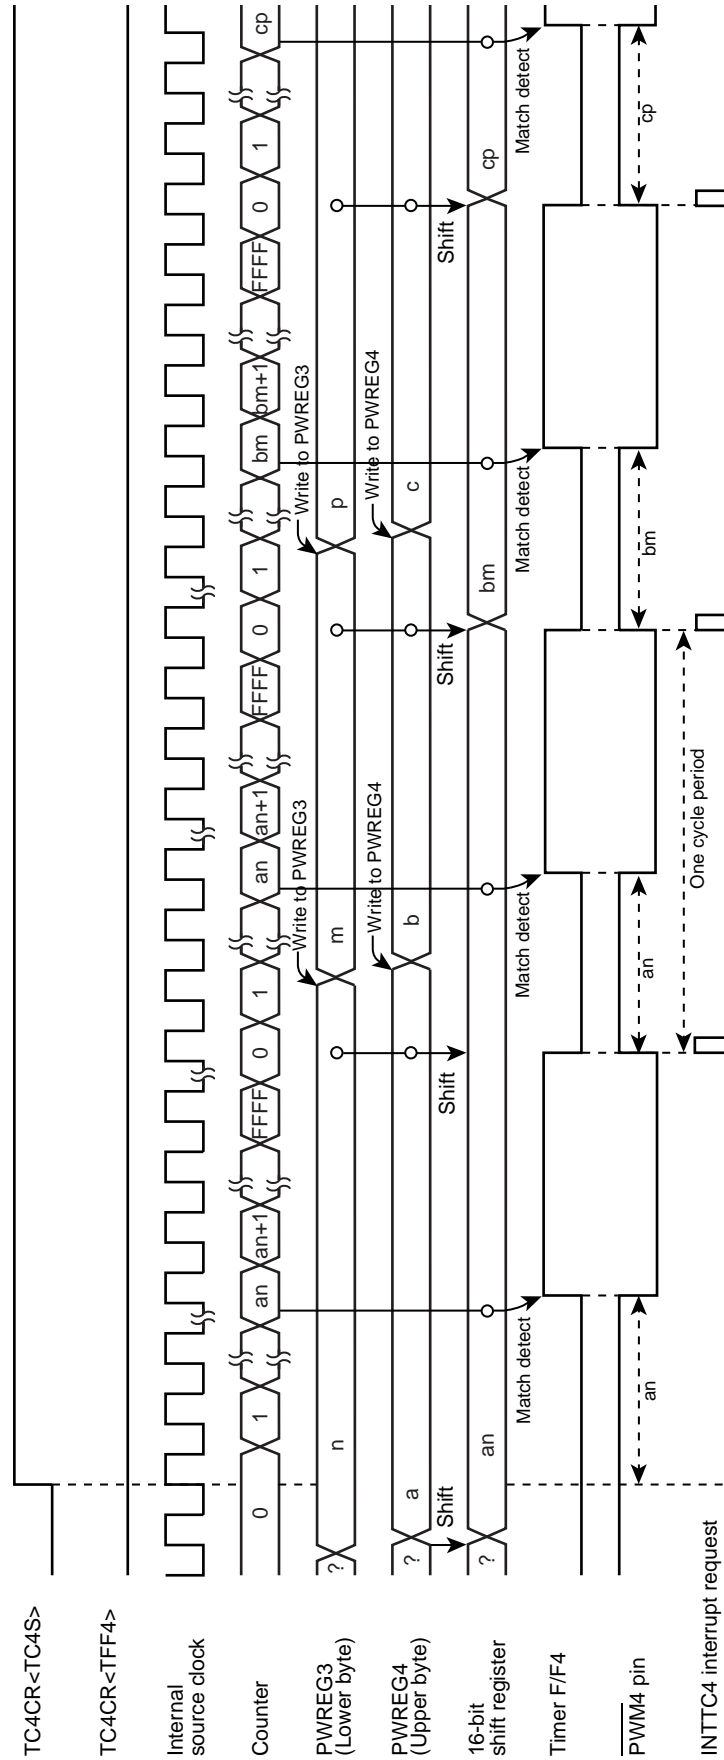 TC4CR<TC4S>
TC4CR<TFF4>
Internal
source clock
Counter
0
1
an
an+1
FFFF
0
1
an
an+1
FFFF
0
1
bm
bm+1
FFFF
0
1
cp
Write to PWREG3
Write to PWREG3
PWREG3
(Lower byte)
?
n
m
p
Write to PWREG4
Write to PWREG4
PWREG4
(Upper byte)
?
a
b
c
Shift
Shift
Shift
Shift
16-bit
shift register
?
an
bm
cp
Match detect
Match detect
Match detect
Match detect
Timer F/F4
PWM4 pin
an
an
bm
cp
One cycle period
INTTC4 interrupt request